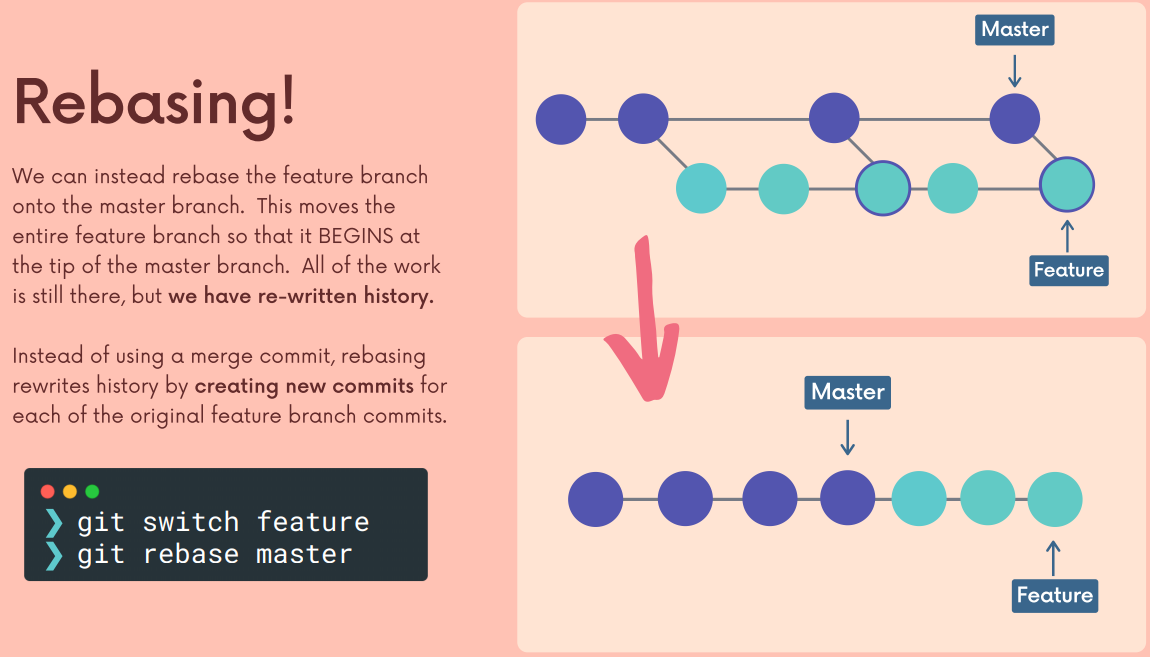 Rebasing!
We can instead rebase the feature branch
onto the master branch.  This moves the
entire feature branch so that it BEGINS at
the tip of the master branch.  All of the work
is still there, but we have re-written history.
Instead of using a merge commit, rebasing
rewrites history by creating new commits for
each of the original feature branch commits.
❯ git switch feature
❯ git rebase master
Master
Feature
Master
Feature